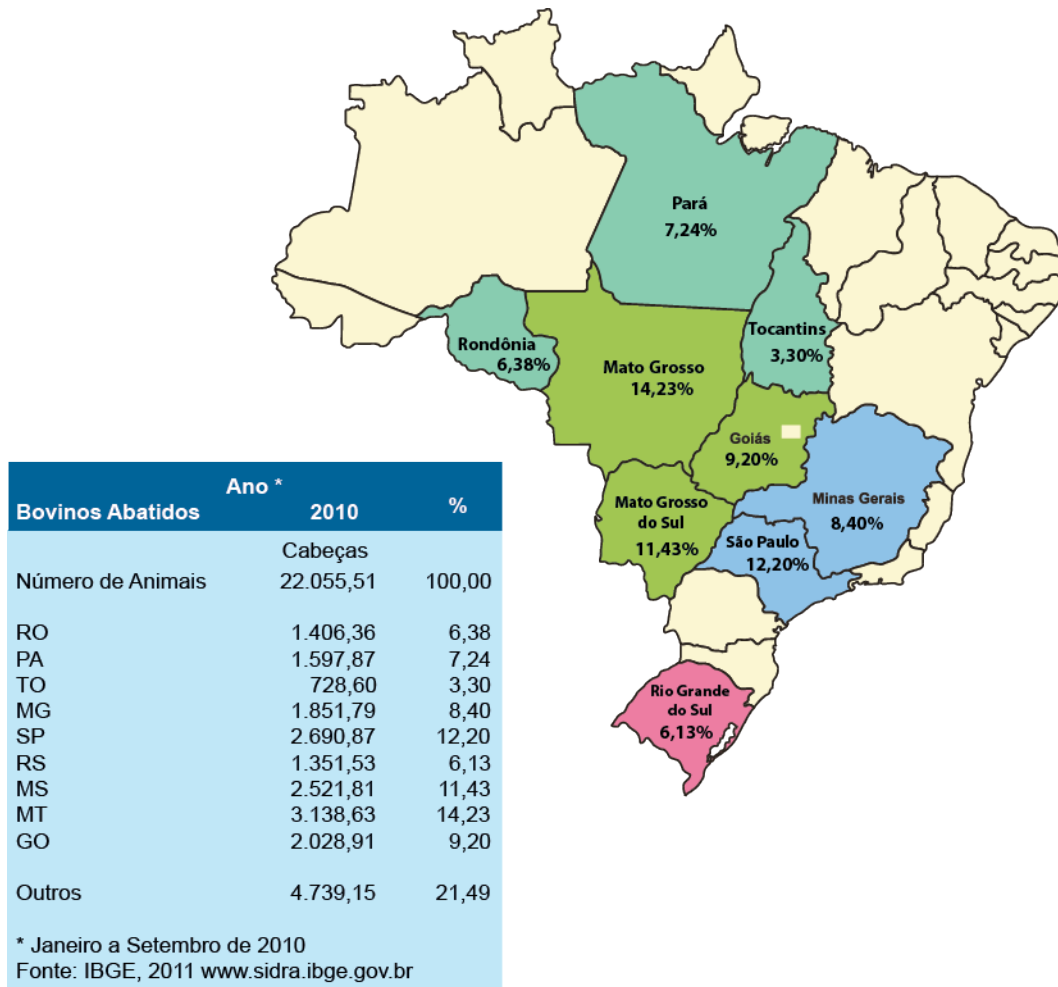 Pará
7,24%
Rondônia
6,38%
Tocantins
3,30%
Mato Grosso
14,23%
Goiás
9,20%
Mato Grosso
do Sul
11,43%
Minas Gerais
8,40%
São Paulo
12,20%
Rio Grande
do Sul
6,13%
Ano *
Bovinos Abatidos 2010 %
Cabeças
Número de Animais 22.055,51 100,00
RO 1.406,36 6,38
PA 1.597,87 7,24
TO 728,60 3,30
MG 1.851,79 8,40
SP 2.690,87 12,20
RS 1.351,53 6,13
MS 2.521,81 11,43
MT 3.138,63 14,23
GO 2.028,91 9,20
Outros 4.739,15 21,49
* Janeiro a Setembro de 2010
Fonte: IBGE, 2011 www.sidra.ibge.gov.br